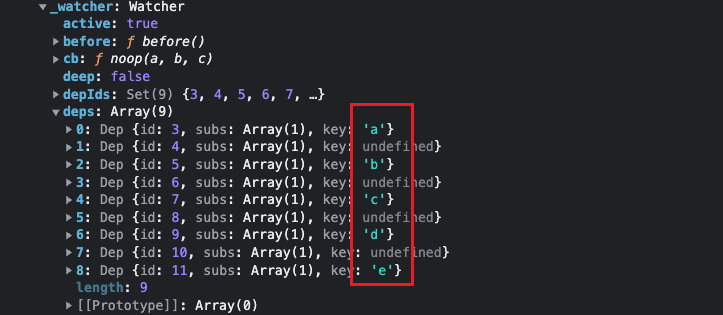 ▼_watcher: Watcher
active: true
▶before: ƒ before()
▶cb: ƒ noop(a, b, c)
deep: false
▶depIds: Set(9) {3, 4, 5, 6, 7, …}
▼deps: Array(9)
▶0: Dep {id: 3, subs: Array(1), key: 'a'}
▶1: Dep {id: 4, subs: Array(1), key: undefined}
▶2: Dep {id: 5, subs: Array(1), key: 'b'}
▶3: Dep {id: 6, subs: Array(1), key: undefined}
▶4: Dep {id: 7, subs: Array(1), key: 'c'}
▶5: Dep {id: 8, subs: Array(1), key: undefined}
▶6: Dep {id: 9, subs: Array(1), key: 'd'}
▶7: Dep {id: 10, subs: Array(1), key: undefined}
▶8: Dep {id: 11, subs: Array(1), key: 'e'}
length: 9
▶[[Prototype]]: Array(0)